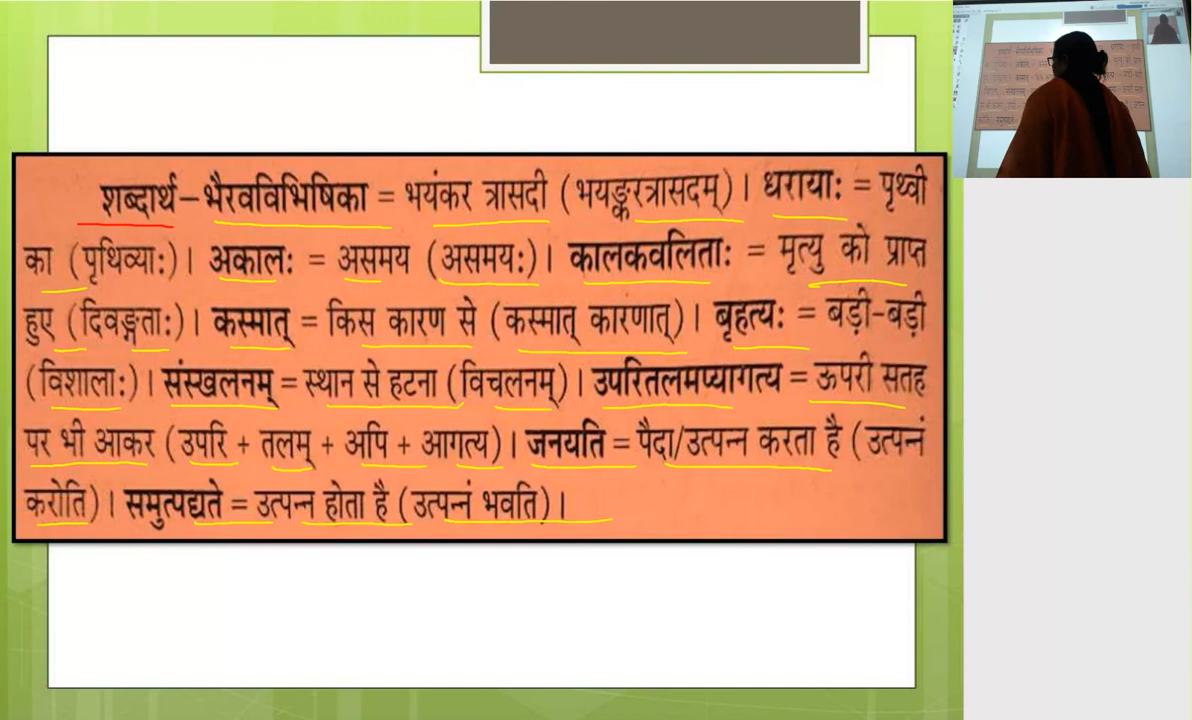 शब्दार्थ–भैरवविभिषिका = भयंकर त्रासदी (भयङ्करत्रासदम्)। धरायाः = पृथ्वी
का (पृथिव्याः)। अकालः = असमय (असमयः)। कालकवलिताः = मृत्यु को प्राप्त
हुए (दिवङ्गताः)। कस्मात् = किस कारण से (कस्मात् कारणात्)। बृहत्यः = बड़ी-बड़ी
(विशालाः)। संस्खलनम् = स्थान से हटना (विचलनम्)। उपरितलमप्यागत्य = ऊपरी सतह
पर भी आकर (उपरि + तलम् + अपि + आगत्य)। जनयति = पैदा/उत्पन्न करता है (उत्पन्नं
करोति)। समुत्पद्यते = उत्पन्न होता है (उत्पन्नं भवति)।